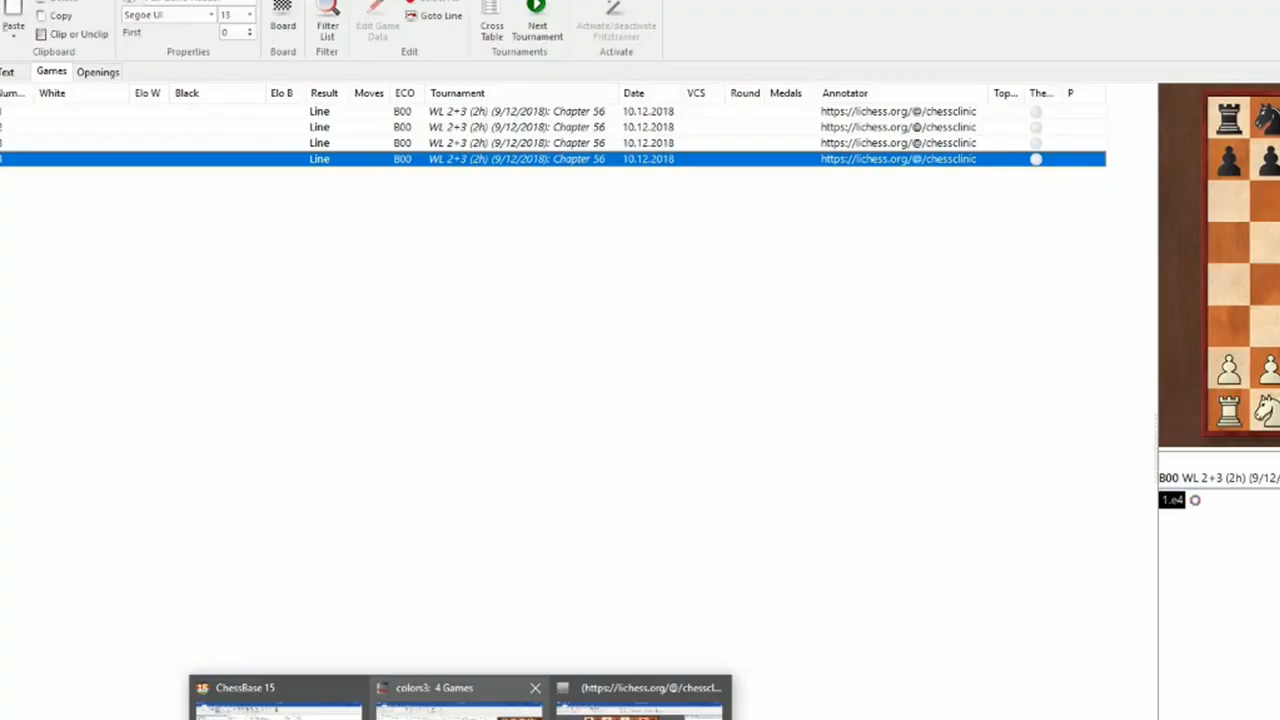 Paste
Copy
Clip or Unclip
Clipboard
Segoe UI 13
First 0
Properties
Board
Board
Filter List
Filter
Edit Game Data
Goto Line
Edit
Cross Table
Next Tournament
Tournaments
Activate/deactivate Fritztrainer
Activate
Text Games Openings
Num... White Elo W Black Elo B Result Moves ECO Tournament Date VCS Round Medals Annotator Top... The... P
Line B00 WL 2+3 (2h) (9/12/2018): Chapter 56 10.12.2018 https://lichess.org/@/chessclinic
Line B00 WL 2+3 (2h) (9/12/2018): Chapter 56 10.12.2018 https://lichess.org/@/chessclinic
Line B00 WL 2+3 (2h) (9/12/2018): Chapter 56 10.12.2018 https://lichess.org/@/chessclinic
Line B00 WL 2+3 (2h) (9/12/2018): Chapter 56 10.12.2018 https://lichess.org/@/chessclinic
B00 WL 2+3 (2h) (9/12/
1.e4
ChessBase 15
colors3: 4 Games
(https://lichess.org/@/chesscl...